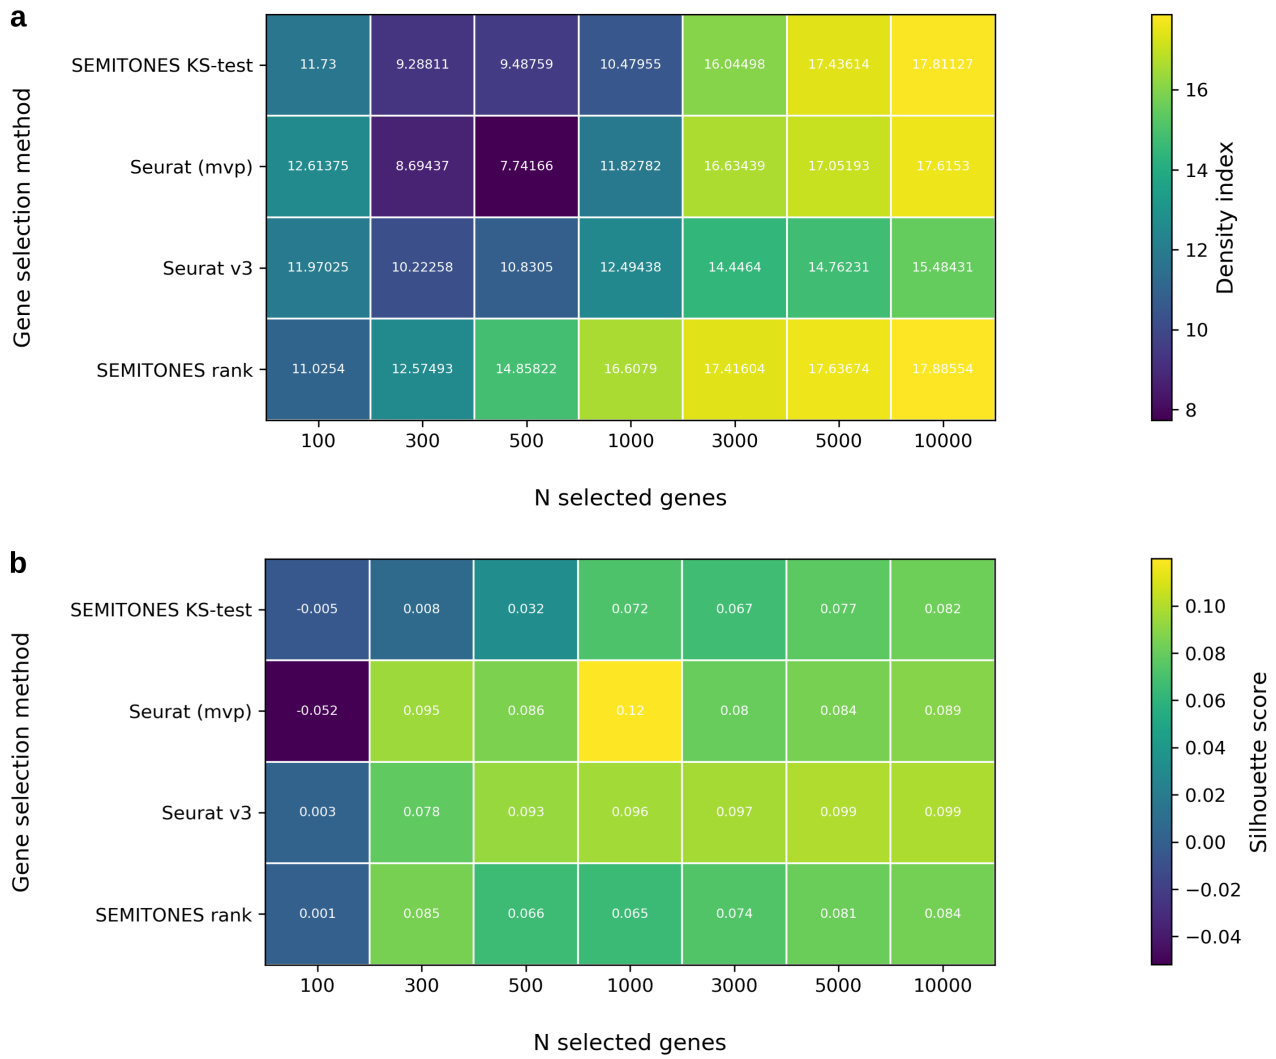 a
Gene selection method
SEMITONES KS-test 11.73 9.28811 9.48759 10.47955 16.04498 17.43614 17.81127
Seurat (mvp) 12.61375 8.69437 7.74166 11.82782 16.63439 17.05193 17.6153
Seurat v3 11.97025 10.22258 10.8305 12.49438 14.4464 14.76231 15.48431
SEMITONES rank 11.0254 12.57493 14.85822 16.6079 17.41604 17.63674 17.88554
100 300 500 1000 3000 5000 10000
N selected genes
16
14
12
10
8
Density index
b
Gene selection method
SEMITONES KS-test -0.005 0.008 0.032 0.072 0.067 0.077 0.082
Seurat (mvp) -0.052 0.095 0.086 0.12 0.08 0.084 0.089
Seurat v3 0.003 0.078 0.093 0.096 0.097 0.099 0.099
SEMITONES rank 0.001 0.085 0.066 0.065 0.074 0.081 0.084
100 300 500 1000 3000 5000 10000
N selected genes
0.10
0.08
0.06
0.04
0.02
0.00
−0.02
−0.04
Silhouette score